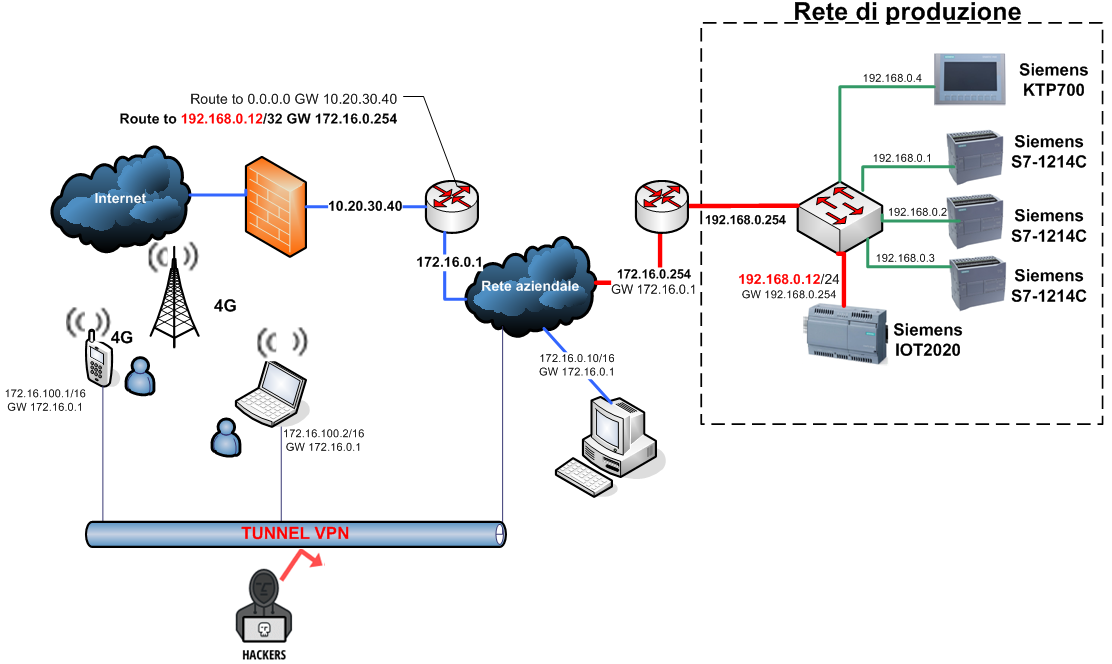 Rete di produzione
Route to 0.0.0.0 GW 10.20.30.40
Route to 192.168.0.12/32 GW 172.16.0.254
192.168.0.4
Siemens
KTP700
192.168.0.1
Siemens
S7-1214C
Internet
10.20.30.40
192.168.0.254
192.168.0.2
Siemens
S7-1214C
172.16.0.1
Rete aziendale
172.16.0.254
GW 172.16.0.1
192.168.0.3
Siemens
S7-1214C
192.168.0.12/24
GW 192.168.0.254
Siemens
IOT2020
4G
4G
172.16.100.1/16
GW 172.16.0.1
172.16.0.10/16
GW 172.16.0.1
172.16.100.2/16
GW 172.16.0.1
TUNNEL VPN
HACKERS